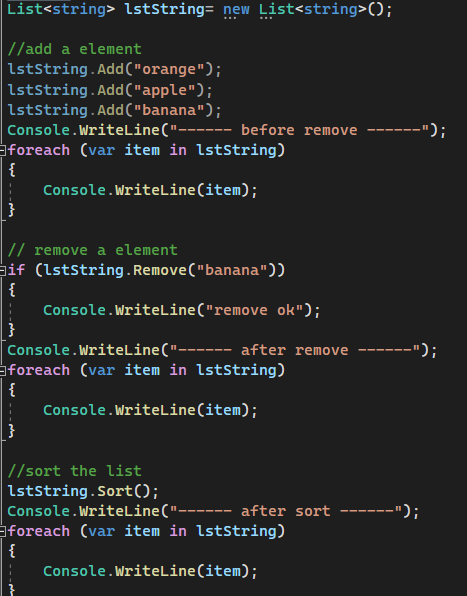 List<string> lstString= new List<string>();
//add a element
lstString.Add("orange");
lstString.Add("apple");
lstString.Add("banana");
Console.WriteLine("------ before remove ------");
foreach (var item in lstString)
{
    Console.WriteLine(item);
}
// remove a element
if (lstString.Remove("banana"))
{
    Console.WriteLine("remove ok");
}
Console.WriteLine("------ after remove ------");
foreach (var item in lstString)
{
    Console.WriteLine(item);
}
//sort the list
lstString.Sort();
Console.WriteLine("------ after sort ------");
foreach (var item in lstString)
{
    Console.WriteLine(item);
}